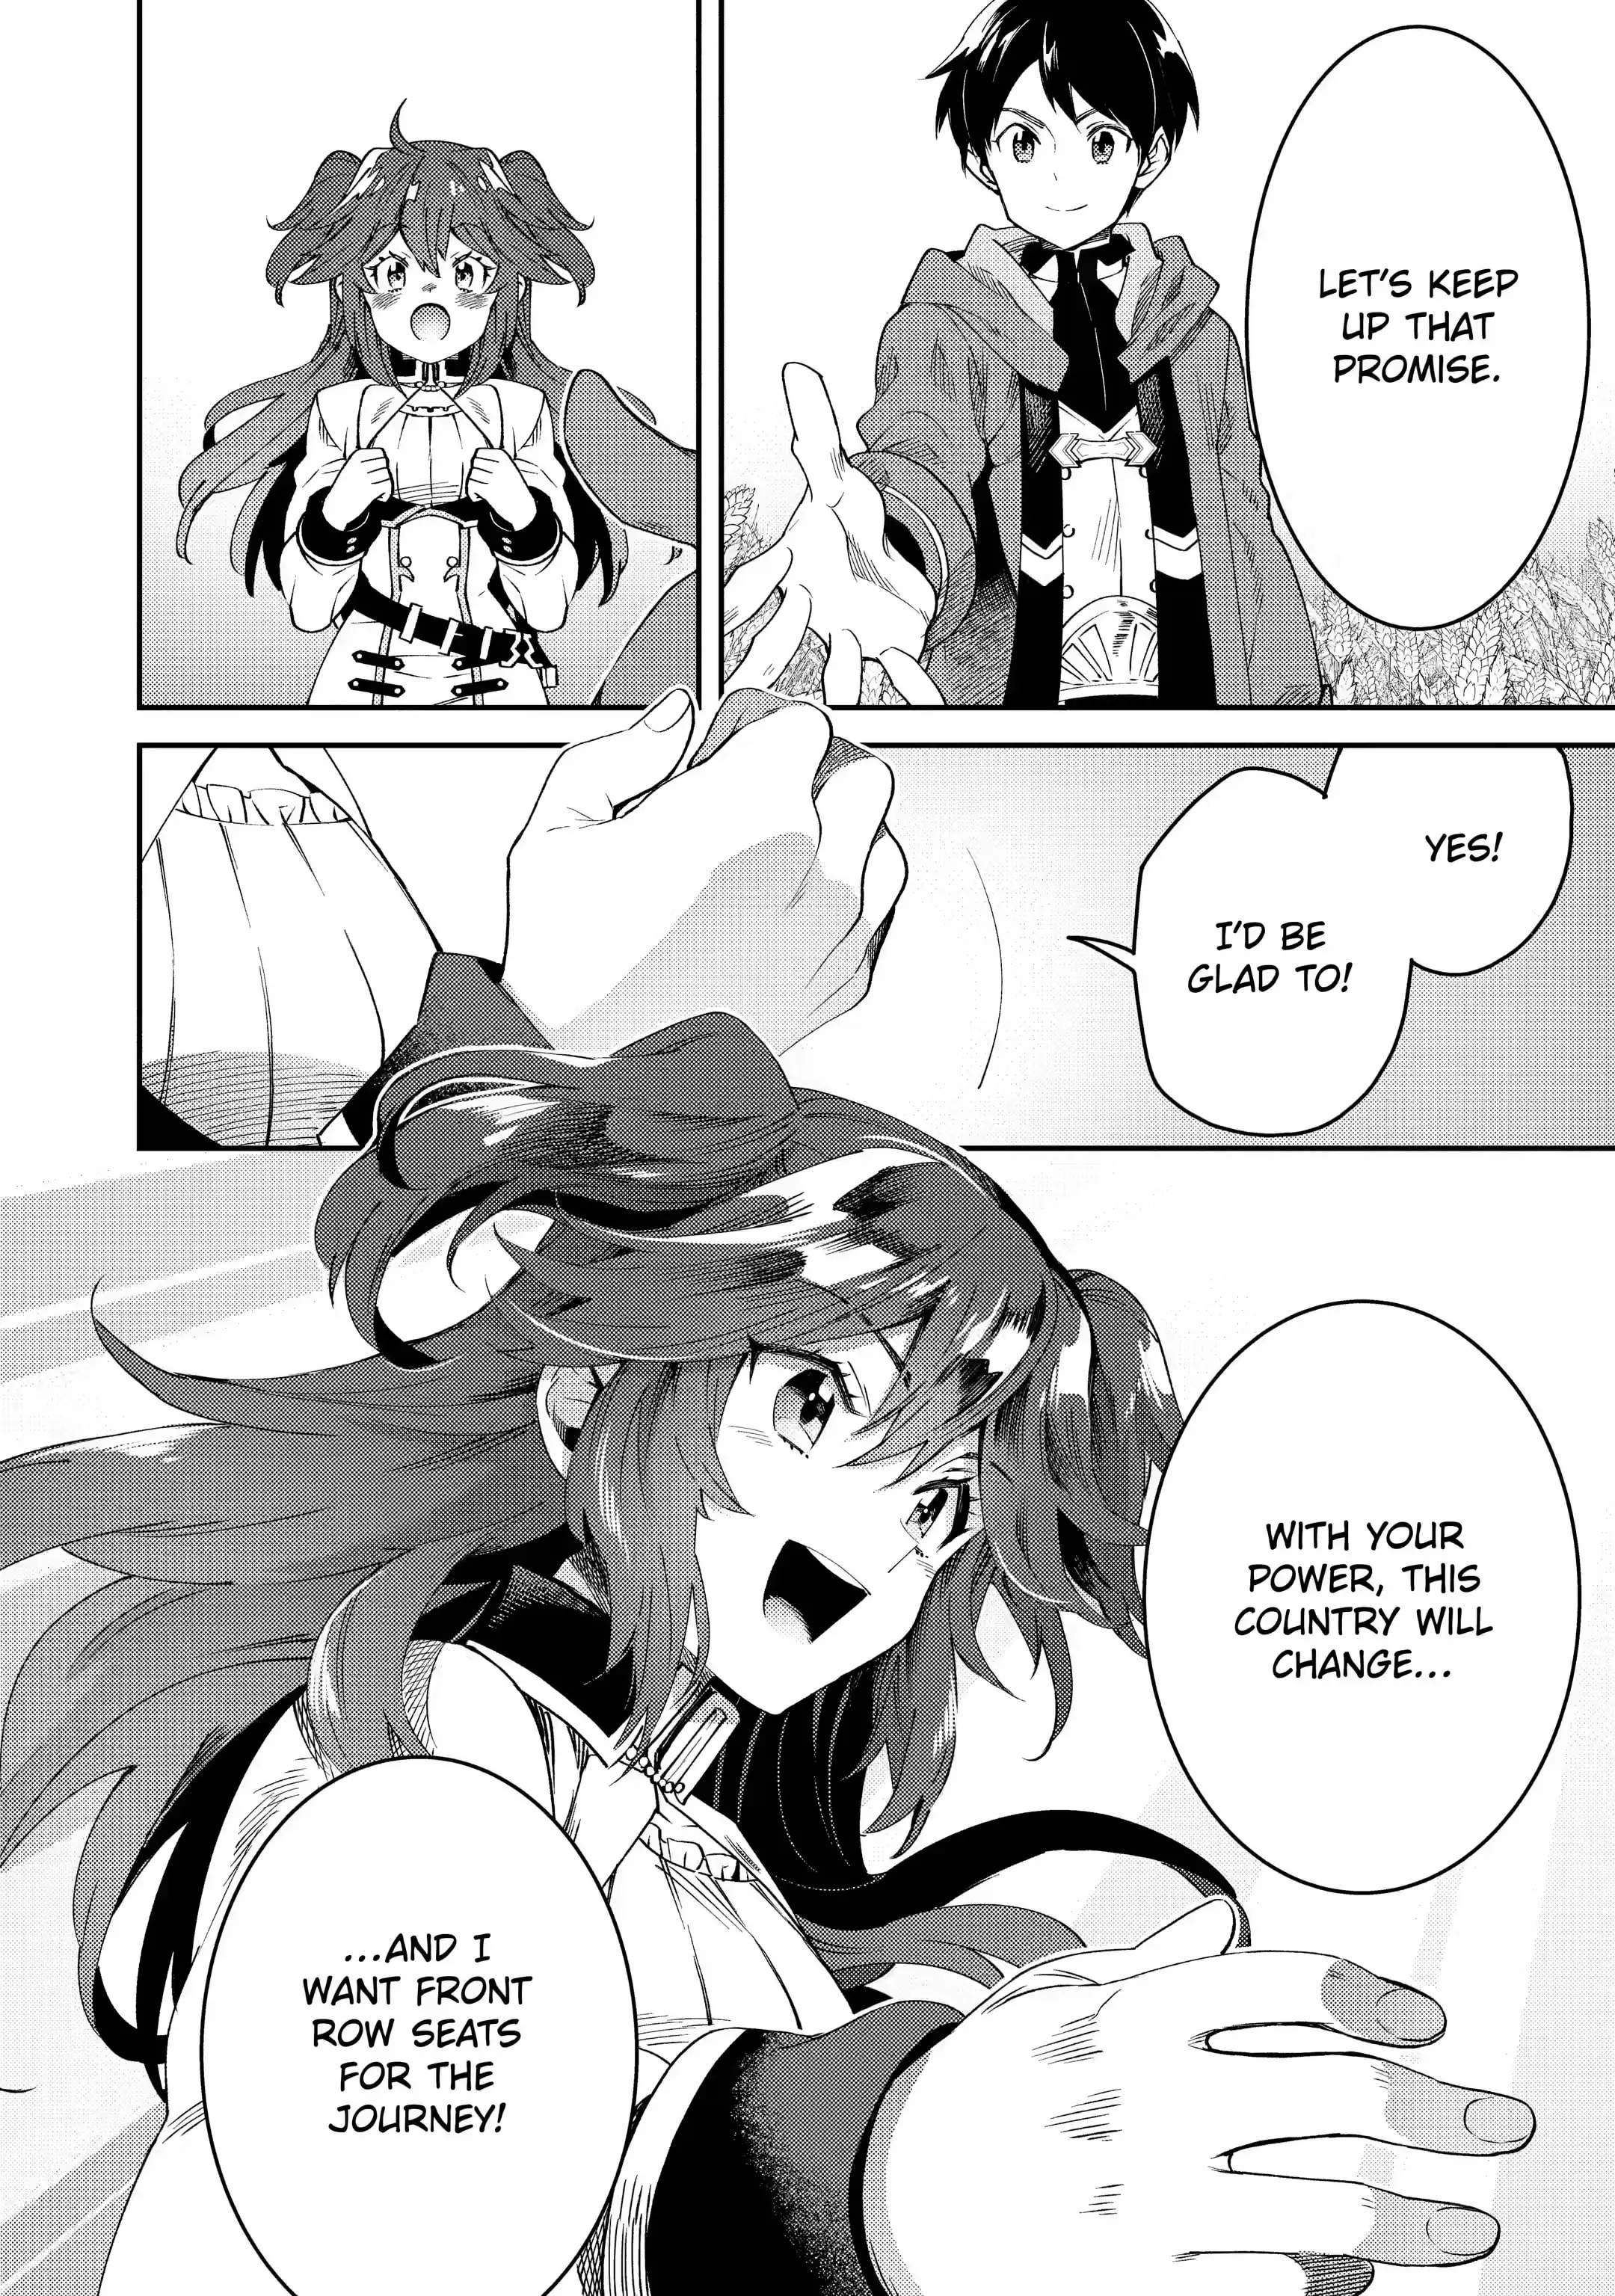 LET'S KEEP
UP THAT
PROMISE.
YES!
I'D BE
GLAD TO!
WITH YOUR
POWER, THIS
COUNTRY WILL
CHANGE...
...AND I
WANT FRONT
ROW SEATS
FOR THE
JOURNEY!